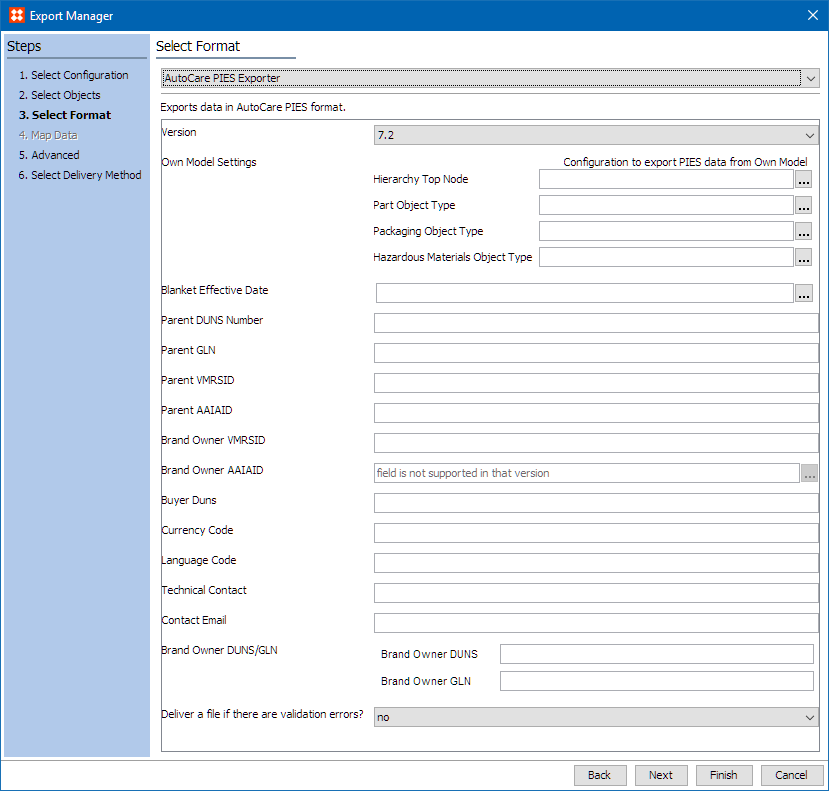 Export Manager
Steps
1. Select Configuration
2. Select Objects
3. Select Format
4. Map Data
5. Advanced
6. Select Delivery Method
Select Format
AutoCare PIES Exporter
Exports data in AutoCare PIES format.
Version
7.2
Own Model Settings
Configuration to export PIES data from Own Model
Hierarchy Top Node
...
Part Object Type
...
Packaging Object Type
...
Hazardous Materials Object Type
...
Blanket Effective Date
...
Parent DUNS Number
Parent GLN
Parent VMRSID
Parent AAIAID
Brand Owner VMRSID
Brand Owner AAIAID
field is not supported in that version
...
Buyer Duns
Currency Code
Language Code
Technical Contact
Contact Email
Brand Owner DUNS/GLN
Brand Owner DUNS
Brand Owner GLN
Deliver a file if there are validation errors?
no
Back
Next
Finish
Cancel